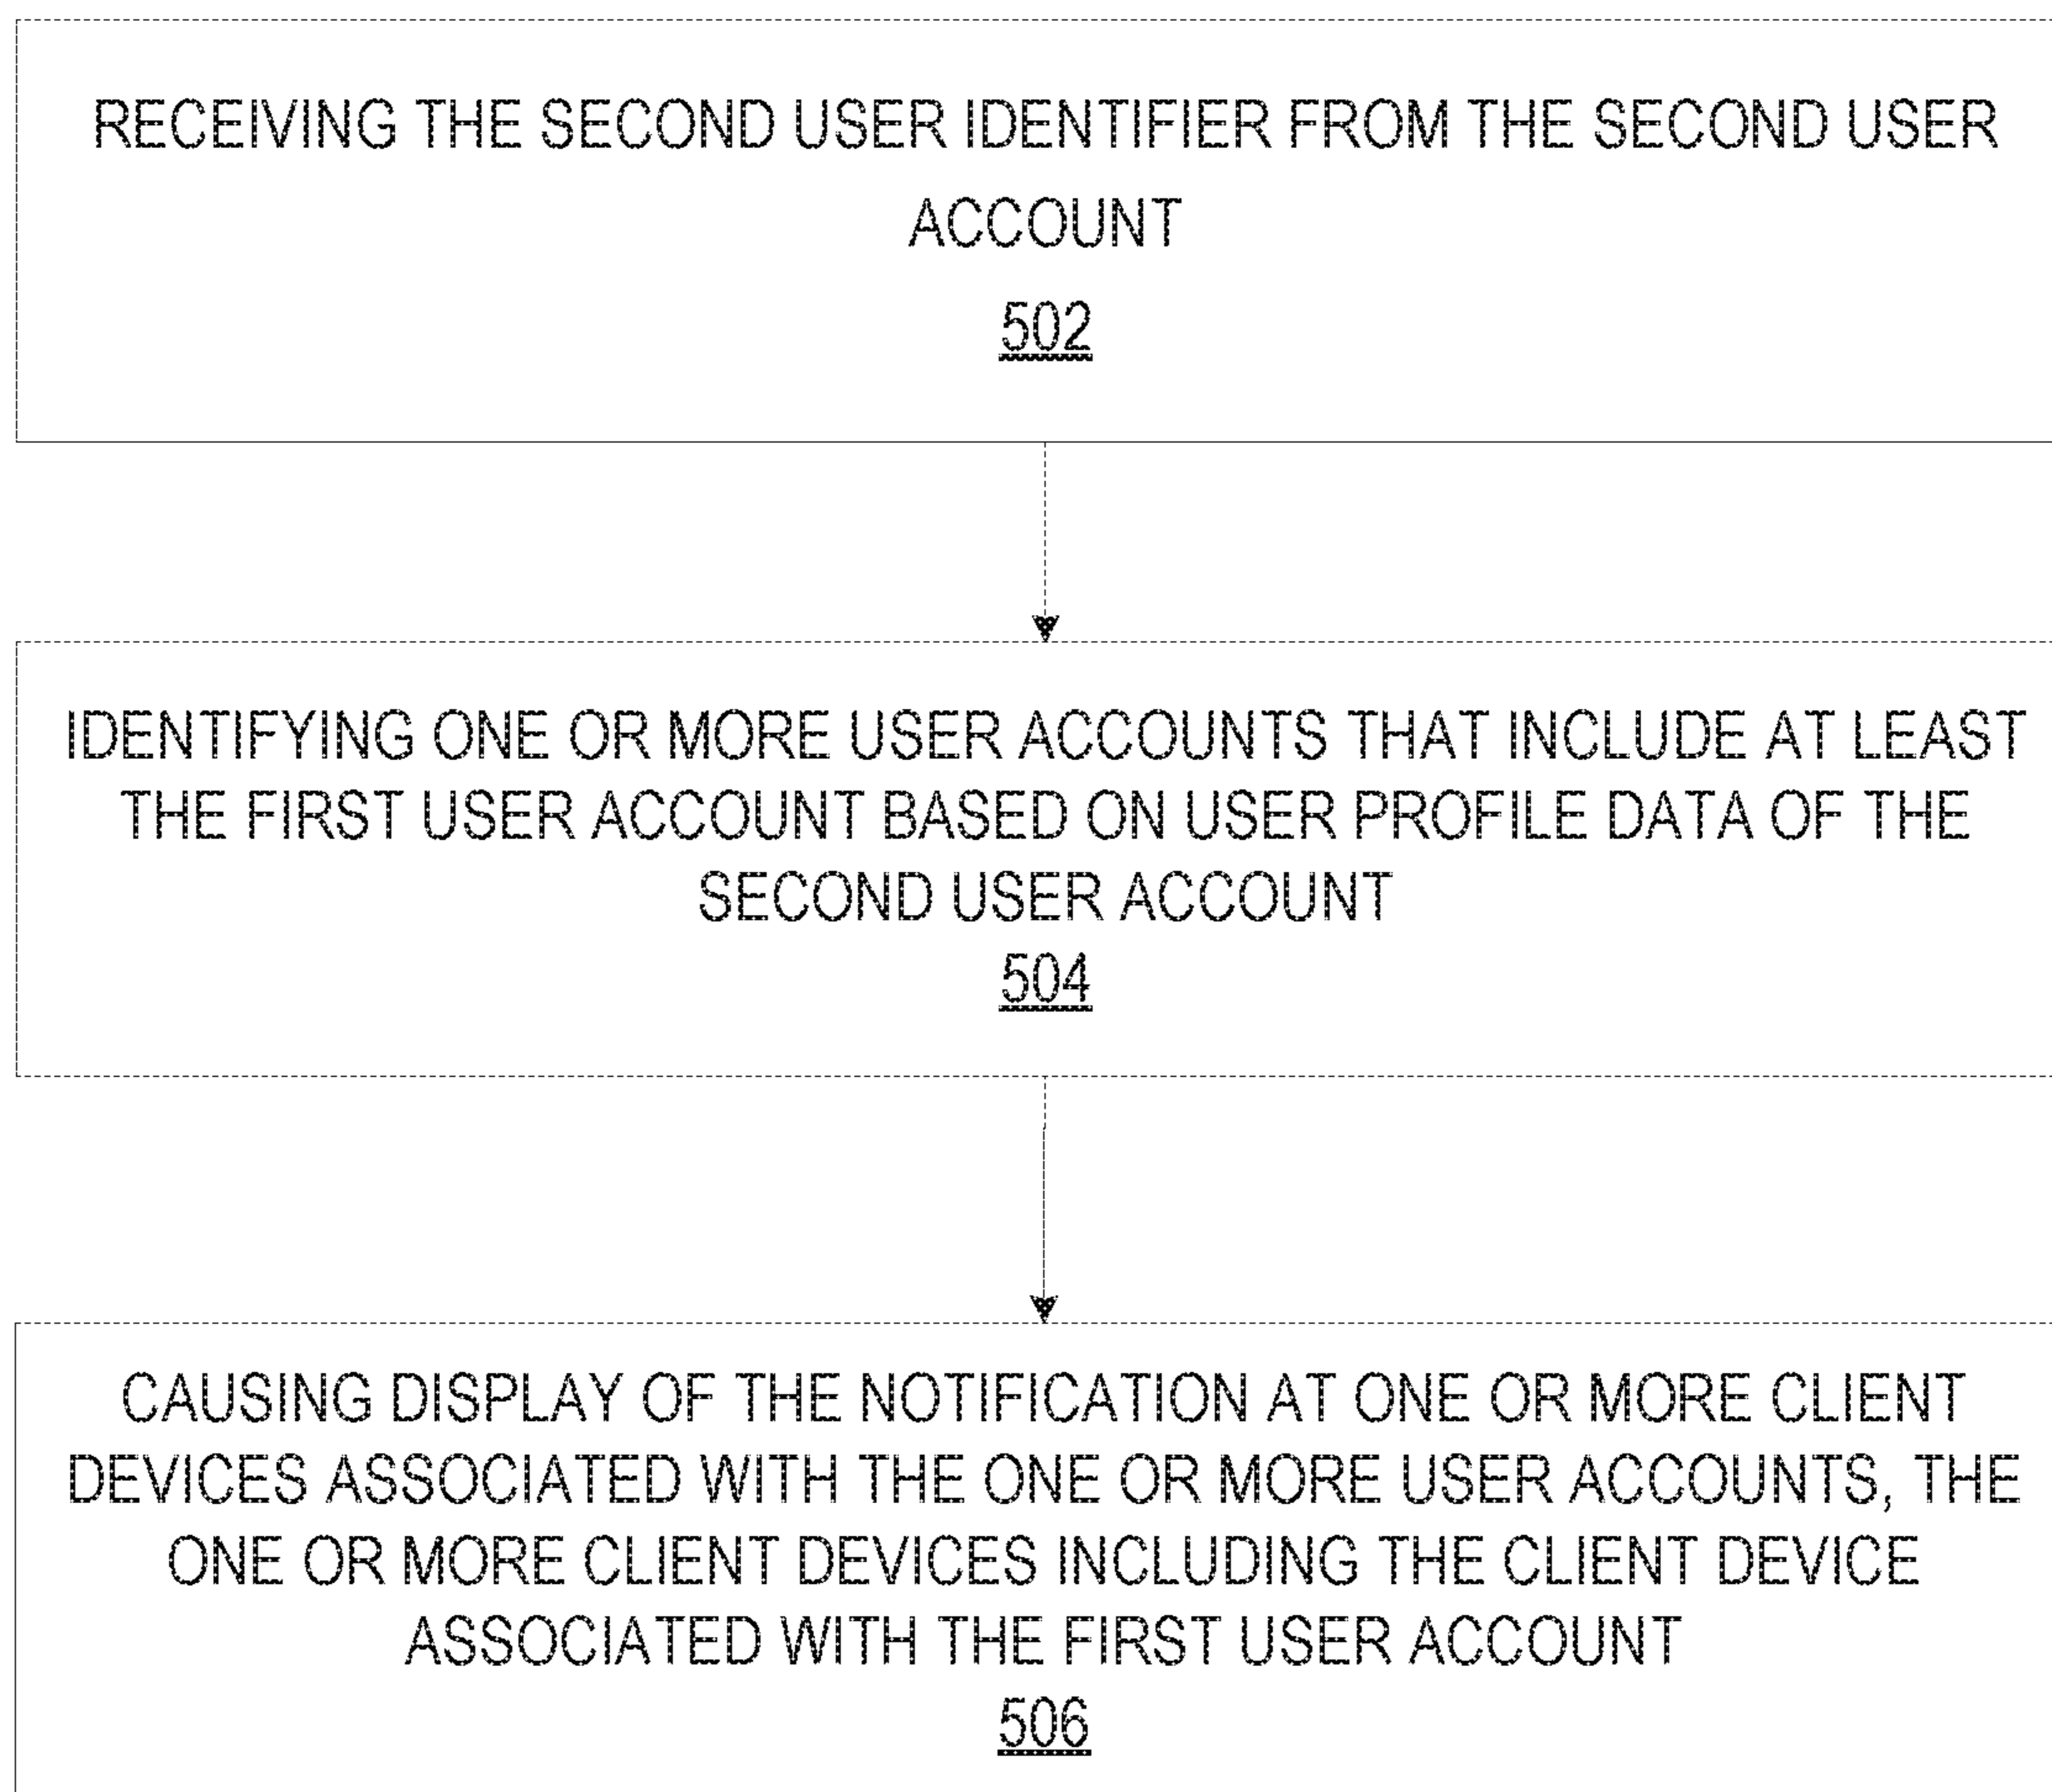 RECEIVING THE SECOND USER IDENTIFIER FROM THE SECOND USER
ACCOUNT
502
IDENTIFYING ONE OR MORE USER ACCOUNTS THAT INCLUDE AT LEAST
THE FIRST USER ACCOUNT BASED ON USER PROFILE DATA OF THE
SECOND USER ACCOUNT
504
CAUSING DISPLAY OF THE NOTIFICATION AT ONE OR MORE CLIENT
DEVICES ASSOCIATED WITH THE ONE OR MORE USER ACCOUNTS, THE
ONE OR MORE CLIENT DEVICES INCLUDING THE CLIENT DEVICE
ASSOCIATED WITH THE FIRST USER ACCOUNT
506